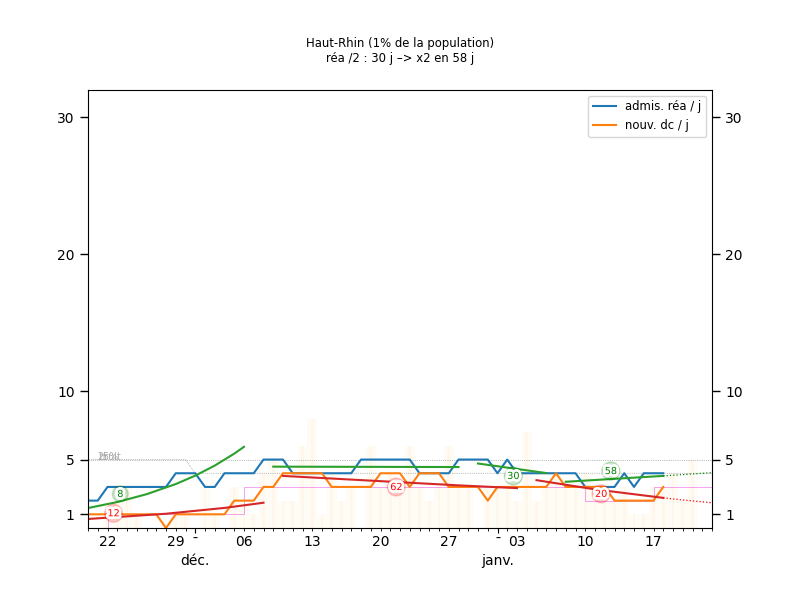 Haut-Rhin (1% de la population)
réa /2 : 30 j –> x2 en 58 j
admis. réa / j
nouv. dc / j
30 30
20 20
10 10
5 5
1 1
8
12
62
30
58
20
22 29 - 06 13 20 27 - 03 10 17
déc. janv.